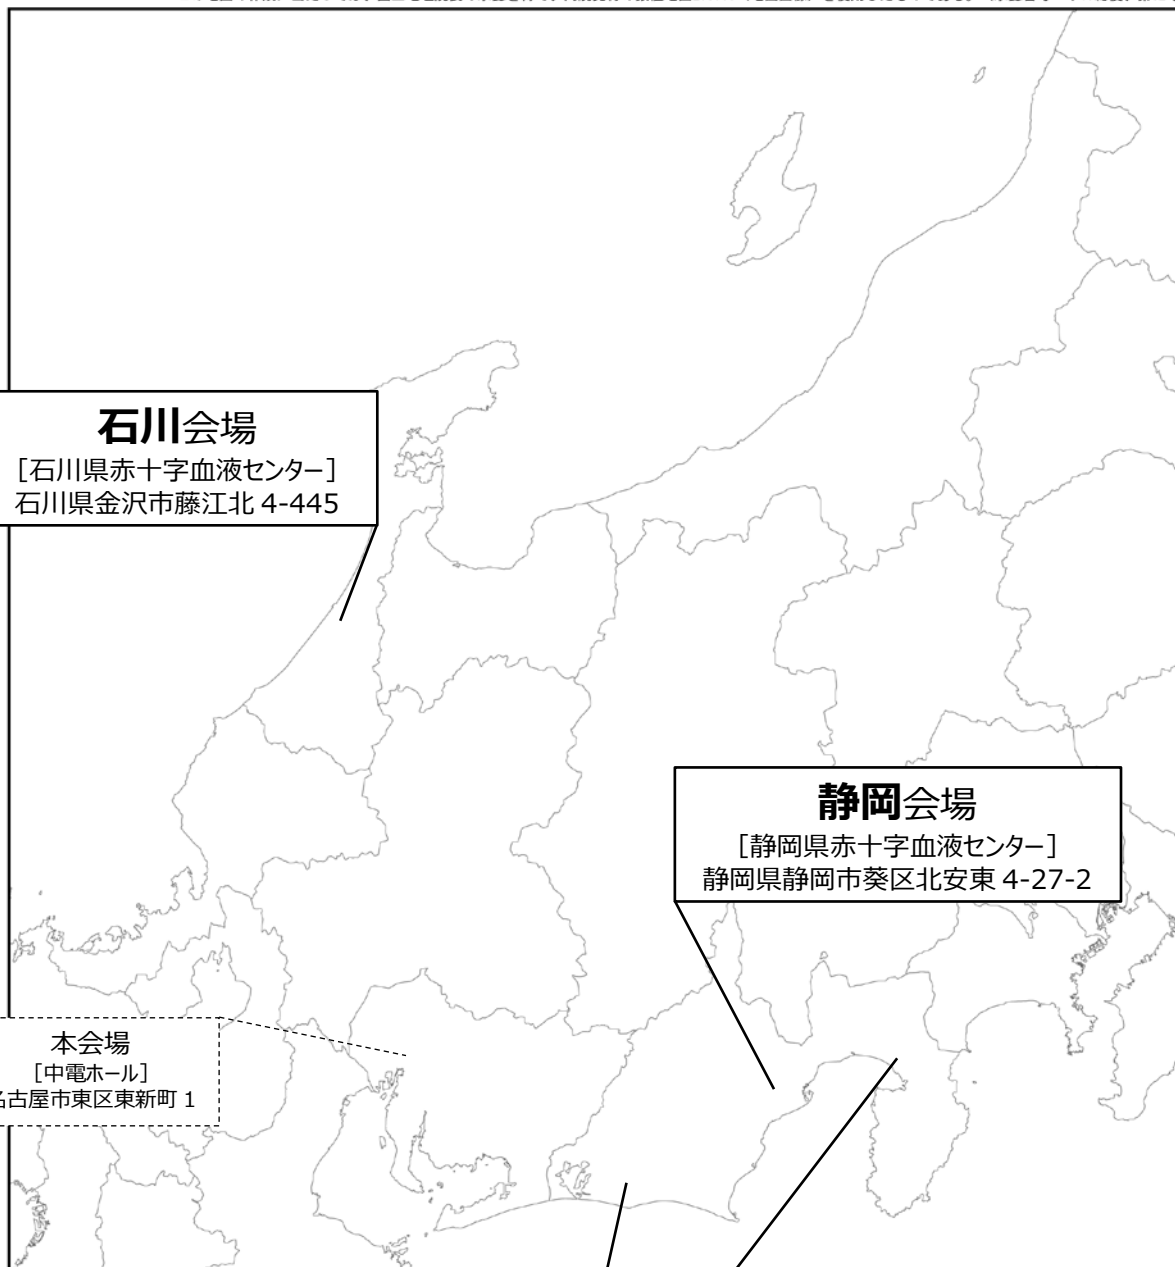 石川会場
[石川県赤十字血液センター]
石川県金沢市藤江北 4-445
静岡会場
[静岡県赤十字血液センター]
静岡県静岡市葵区北安東 4-27-2
本会場
[中電ホール]
名古屋市東区東新町 1